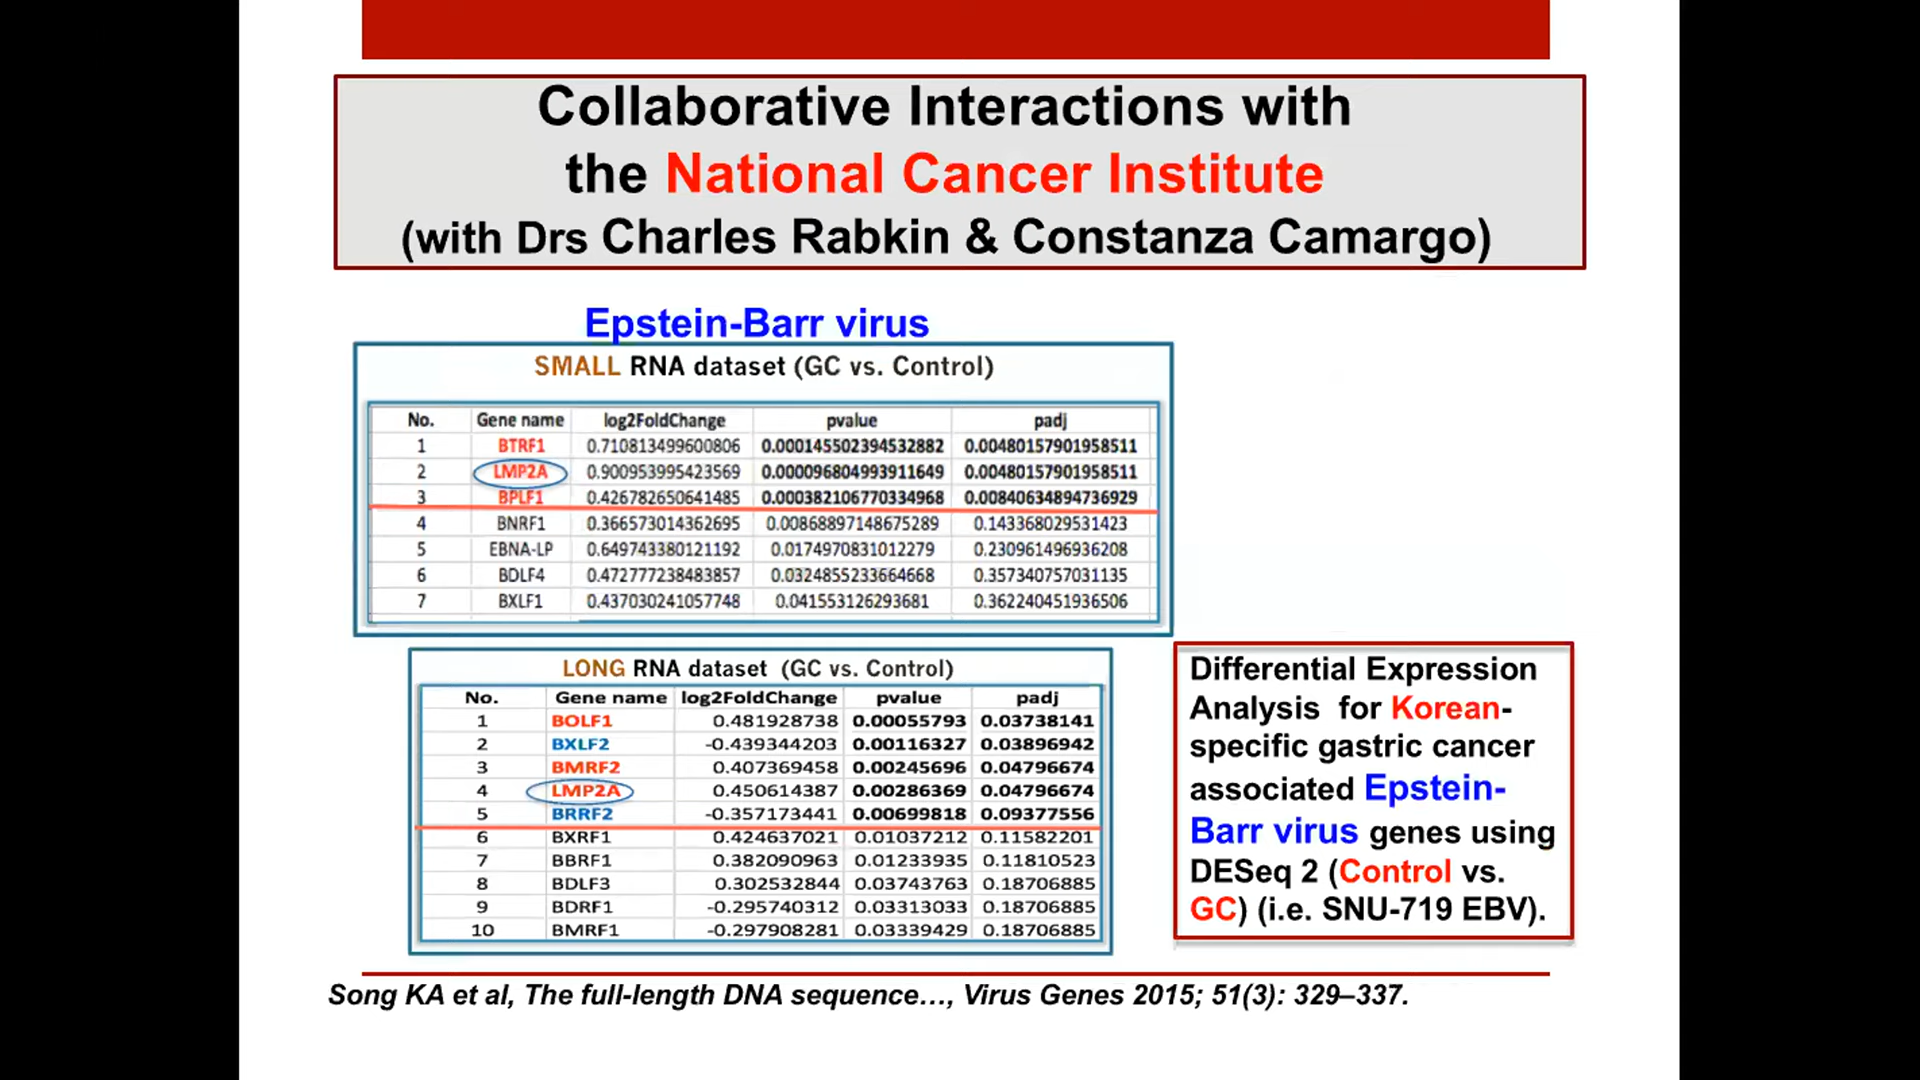 Collaborative Interactions with
the National Cancer Institute
(with Drs Charles Rabkin & Constanza Camargo)
Epstein-Barr virus
SMALL RNA dataset (GC vs. Control)
No. Gene name log2FoldChange pvalue padj
1 BTRF1 0.710813499600806 0.000145502394532882 0.00480157901958511
2 LMP2A 0.900953995423569 0.000096804993911649 0.00480157901958511
3 BPLF1 0.426782650641485 0.000382106770334968 0.00840634894736929
4 BNRF1 0.366573014362695 0.00868897148675289 0.143368029531423
5 EBNA-LP 0.649743380121192 0.0174970831012279 0.230961496936208
6 BDLF4 0.472777238483857 0.0324855233664668 0.357340757031135
7 BXLF1 0.437030241057748 0.041553126293681 0.362240451936506
LONG RNA dataset (GC vs. Control)
No. Gene name log2FoldChange pvalue padj
1 BOLF1 0.481928738 0.00055793 0.03738141
2 BXLF2 -0.439344203 0.00116327 0.03896942
3 BMRF2 0.407369458 0.00245696 0.04796674
4 LMP2A 0.450614387 0.00286369 0.04796674
5 BRRF2 -0.357173441 0.00699818 0.09377556
6 BXRF1 0.424637021 0.01037212 0.11582201
7 BBRF1 0.382090963 0.01233935 0.11810523
8 BDLF3 0.302532844 0.03743763 0.18706885
9 BDRF1 -0.295740312 0.03313033 0.18706885
10 BMRF1 -0.297908281 0.03339429 0.18706885
Differential Expression
Analysis for Korean-
specific gastric cancer
associated Epstein-
Barr virus genes using
DESeq 2 (Control vs.
GC) (i.e. SNU-719 EBV).
Song KA et al, The full-length DNA sequence…, Virus Genes 2015; 51(3): 329–337.